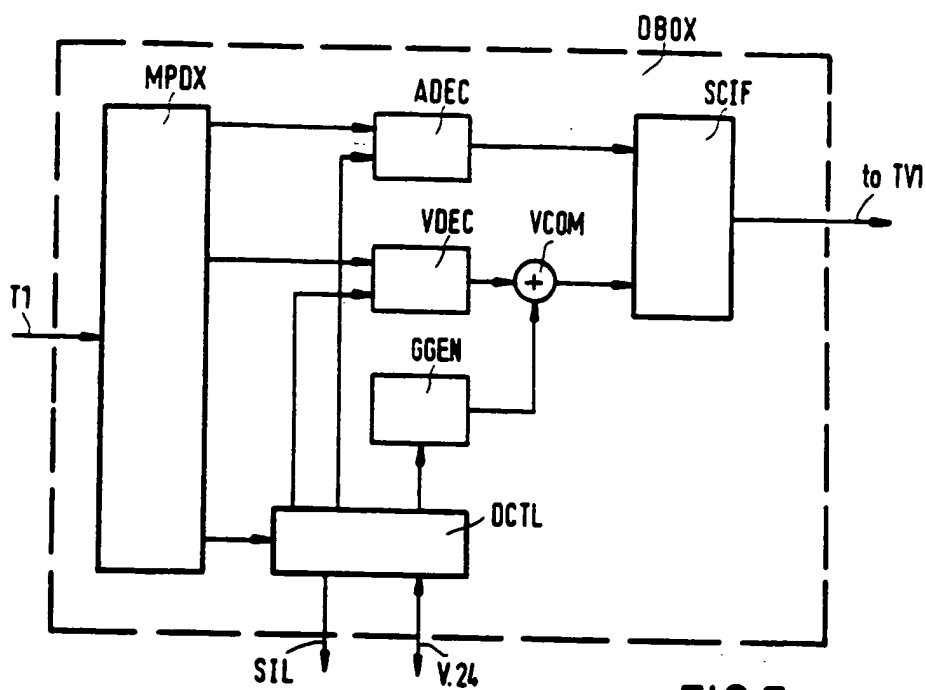 DBOX
MPDX
ADEC
SCIF
to TV1
VDEC
VCOM
T1
GGEN
DCTL
SIL
V.24